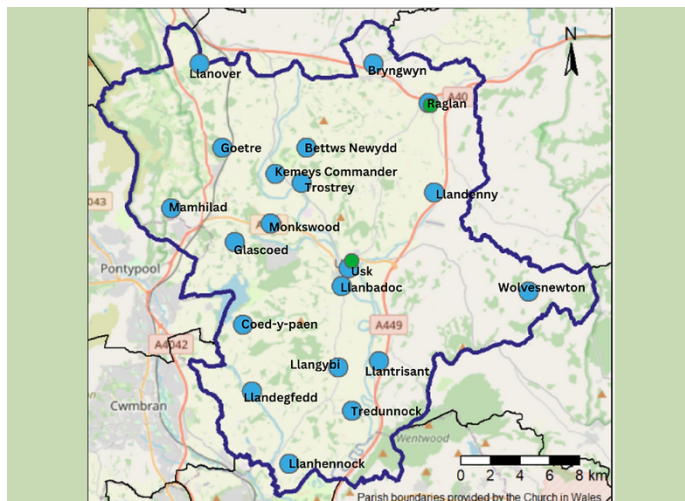 N
Llanover
Bryngwyn
A40
Raglan
Goetre
Bettws Newydd
Kemeys Commander
Trostrey
Llandenny
043
Mamhilad
Monkswood
Glascoed
Pontypool
Usk
Llanbadoc
Wolvesnewton
Coed-y-paen
A449
A4042
Llangybi
Llantrisant
Llandegfedd
Cwmbran
Tredunnock
Wentwood
Llanhennock
0 2 4 6 8 km
Parish boundaries provided by the Church in Wales